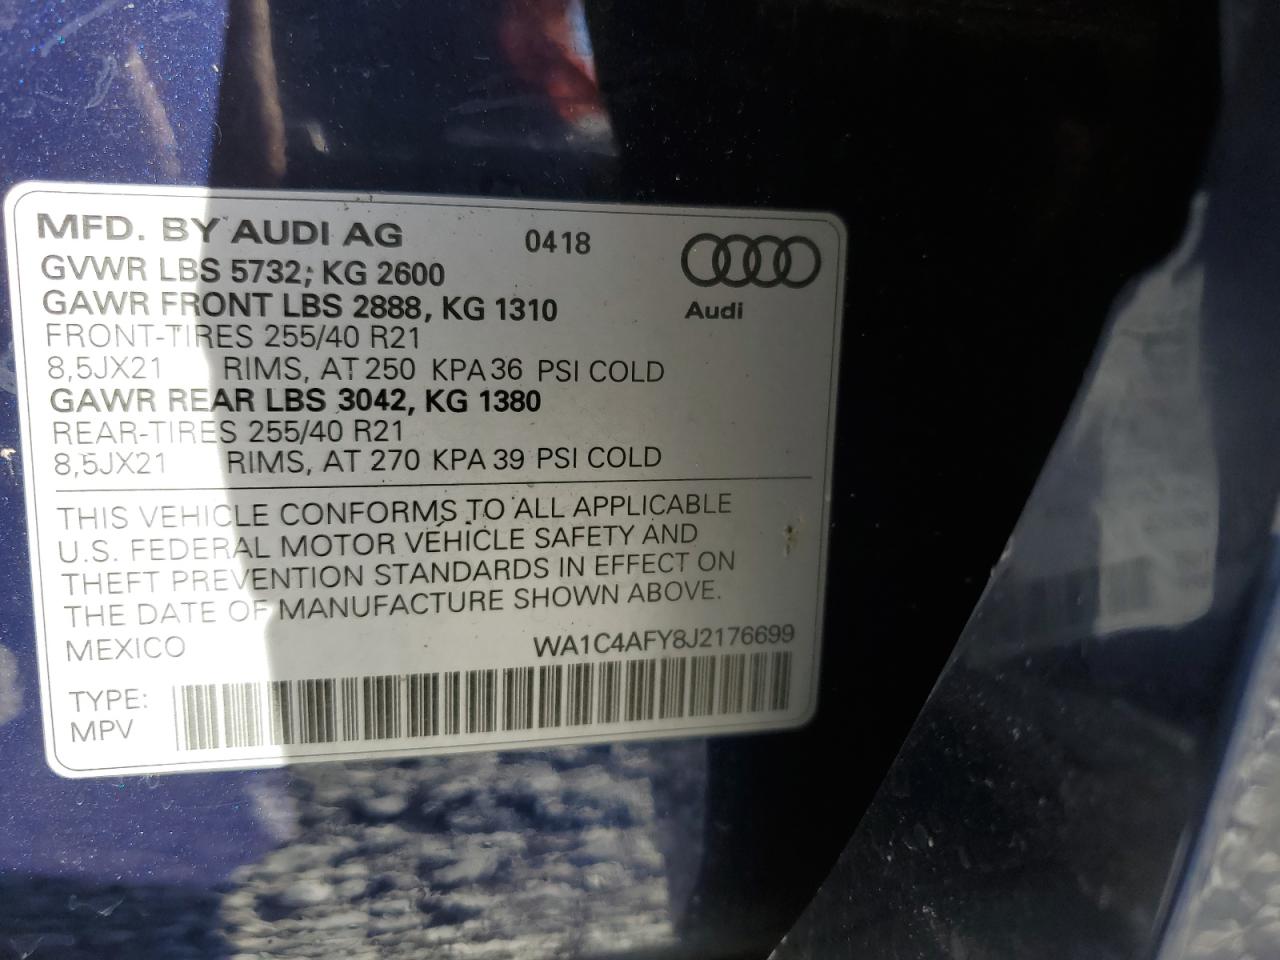 MFD. BY AUDI AG 0418
GVWR LBS 5732; KG 2600
GAWR FRONT LBS 2888, KG 1310
Audi
FRONT-TIRES 255/40 R21
8,5JX21 RIMS, AT 250 KPA 36 PSI COLD
GAWR REAR LBS 3042, KG 1380
REAR-TIRES 255/40 R21
8,5JX21 RIMS, AT 270 KPA 39 PSI COLD
THIS VEHICLE CONFORMS TO ALL APPLICABLE
U.S. FEDERAL MOTOR VEHICLE SAFETY AND
THEFT PREVENTION STANDARDS IN EFFECT ON
THE DATE OF MANUFACTURE SHOWN ABOVE.
MEXICO WA1C4AFY8J2176699
TYPE:
MPV